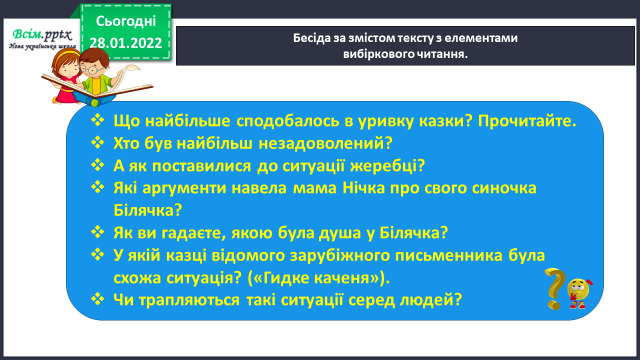 Всім.pptx
Нова українська школа
Сьогодні
28.01.2022
Бесіда за змістом тексту з елементами
вибіркового читання.
❖ Що найбільше сподобалось в уривку казки? Прочитайте.
❖ Хто був найбільш незадоволений?
❖ А як поставилися до ситуації жеребці?
❖ Які аргументи навела мама Нічка про свого синочка
Білячка?
❖ Як ви гадаєте, якою була душа у Білячка?
❖ У якій казці відомого зарубіжного письменника була
схожа ситуація? («Гидке каченя»).
❖ Чи трапляються такі ситуації серед людей?